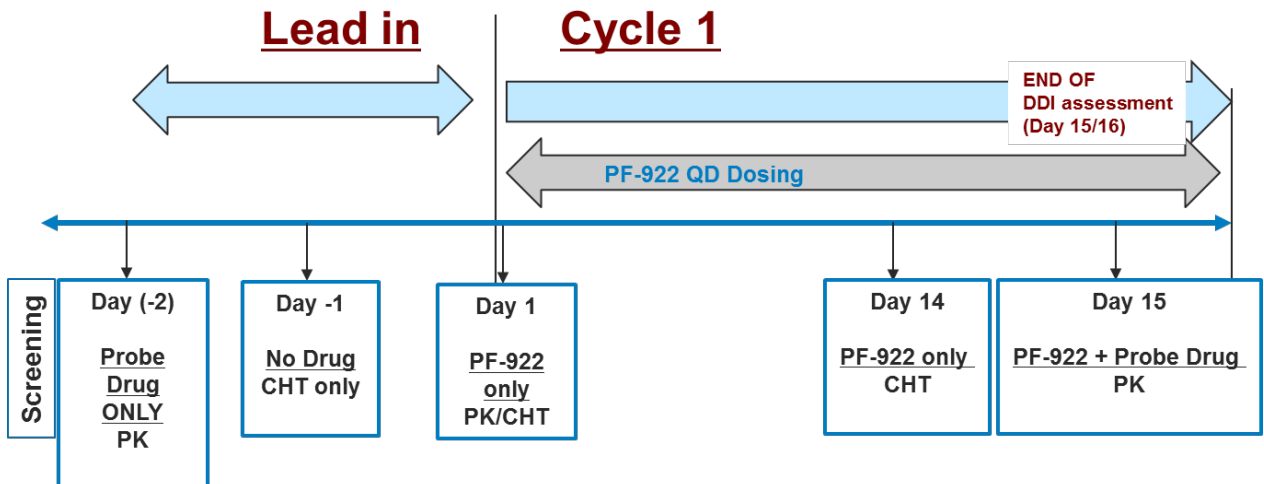 Lead in
Cycle 1
END OF
DDI assessment
(Day 15/16)
PF-922 QD Dosing
Screening
Day (-2)
Probe
Drug
ONLY
PK
Day -1
No Drug
CHT only
Day 1
PF-922
only
PK/CHT
Day 14
PF-922 only
CHT
Day 15
PF-922 + Probe Drug
PK